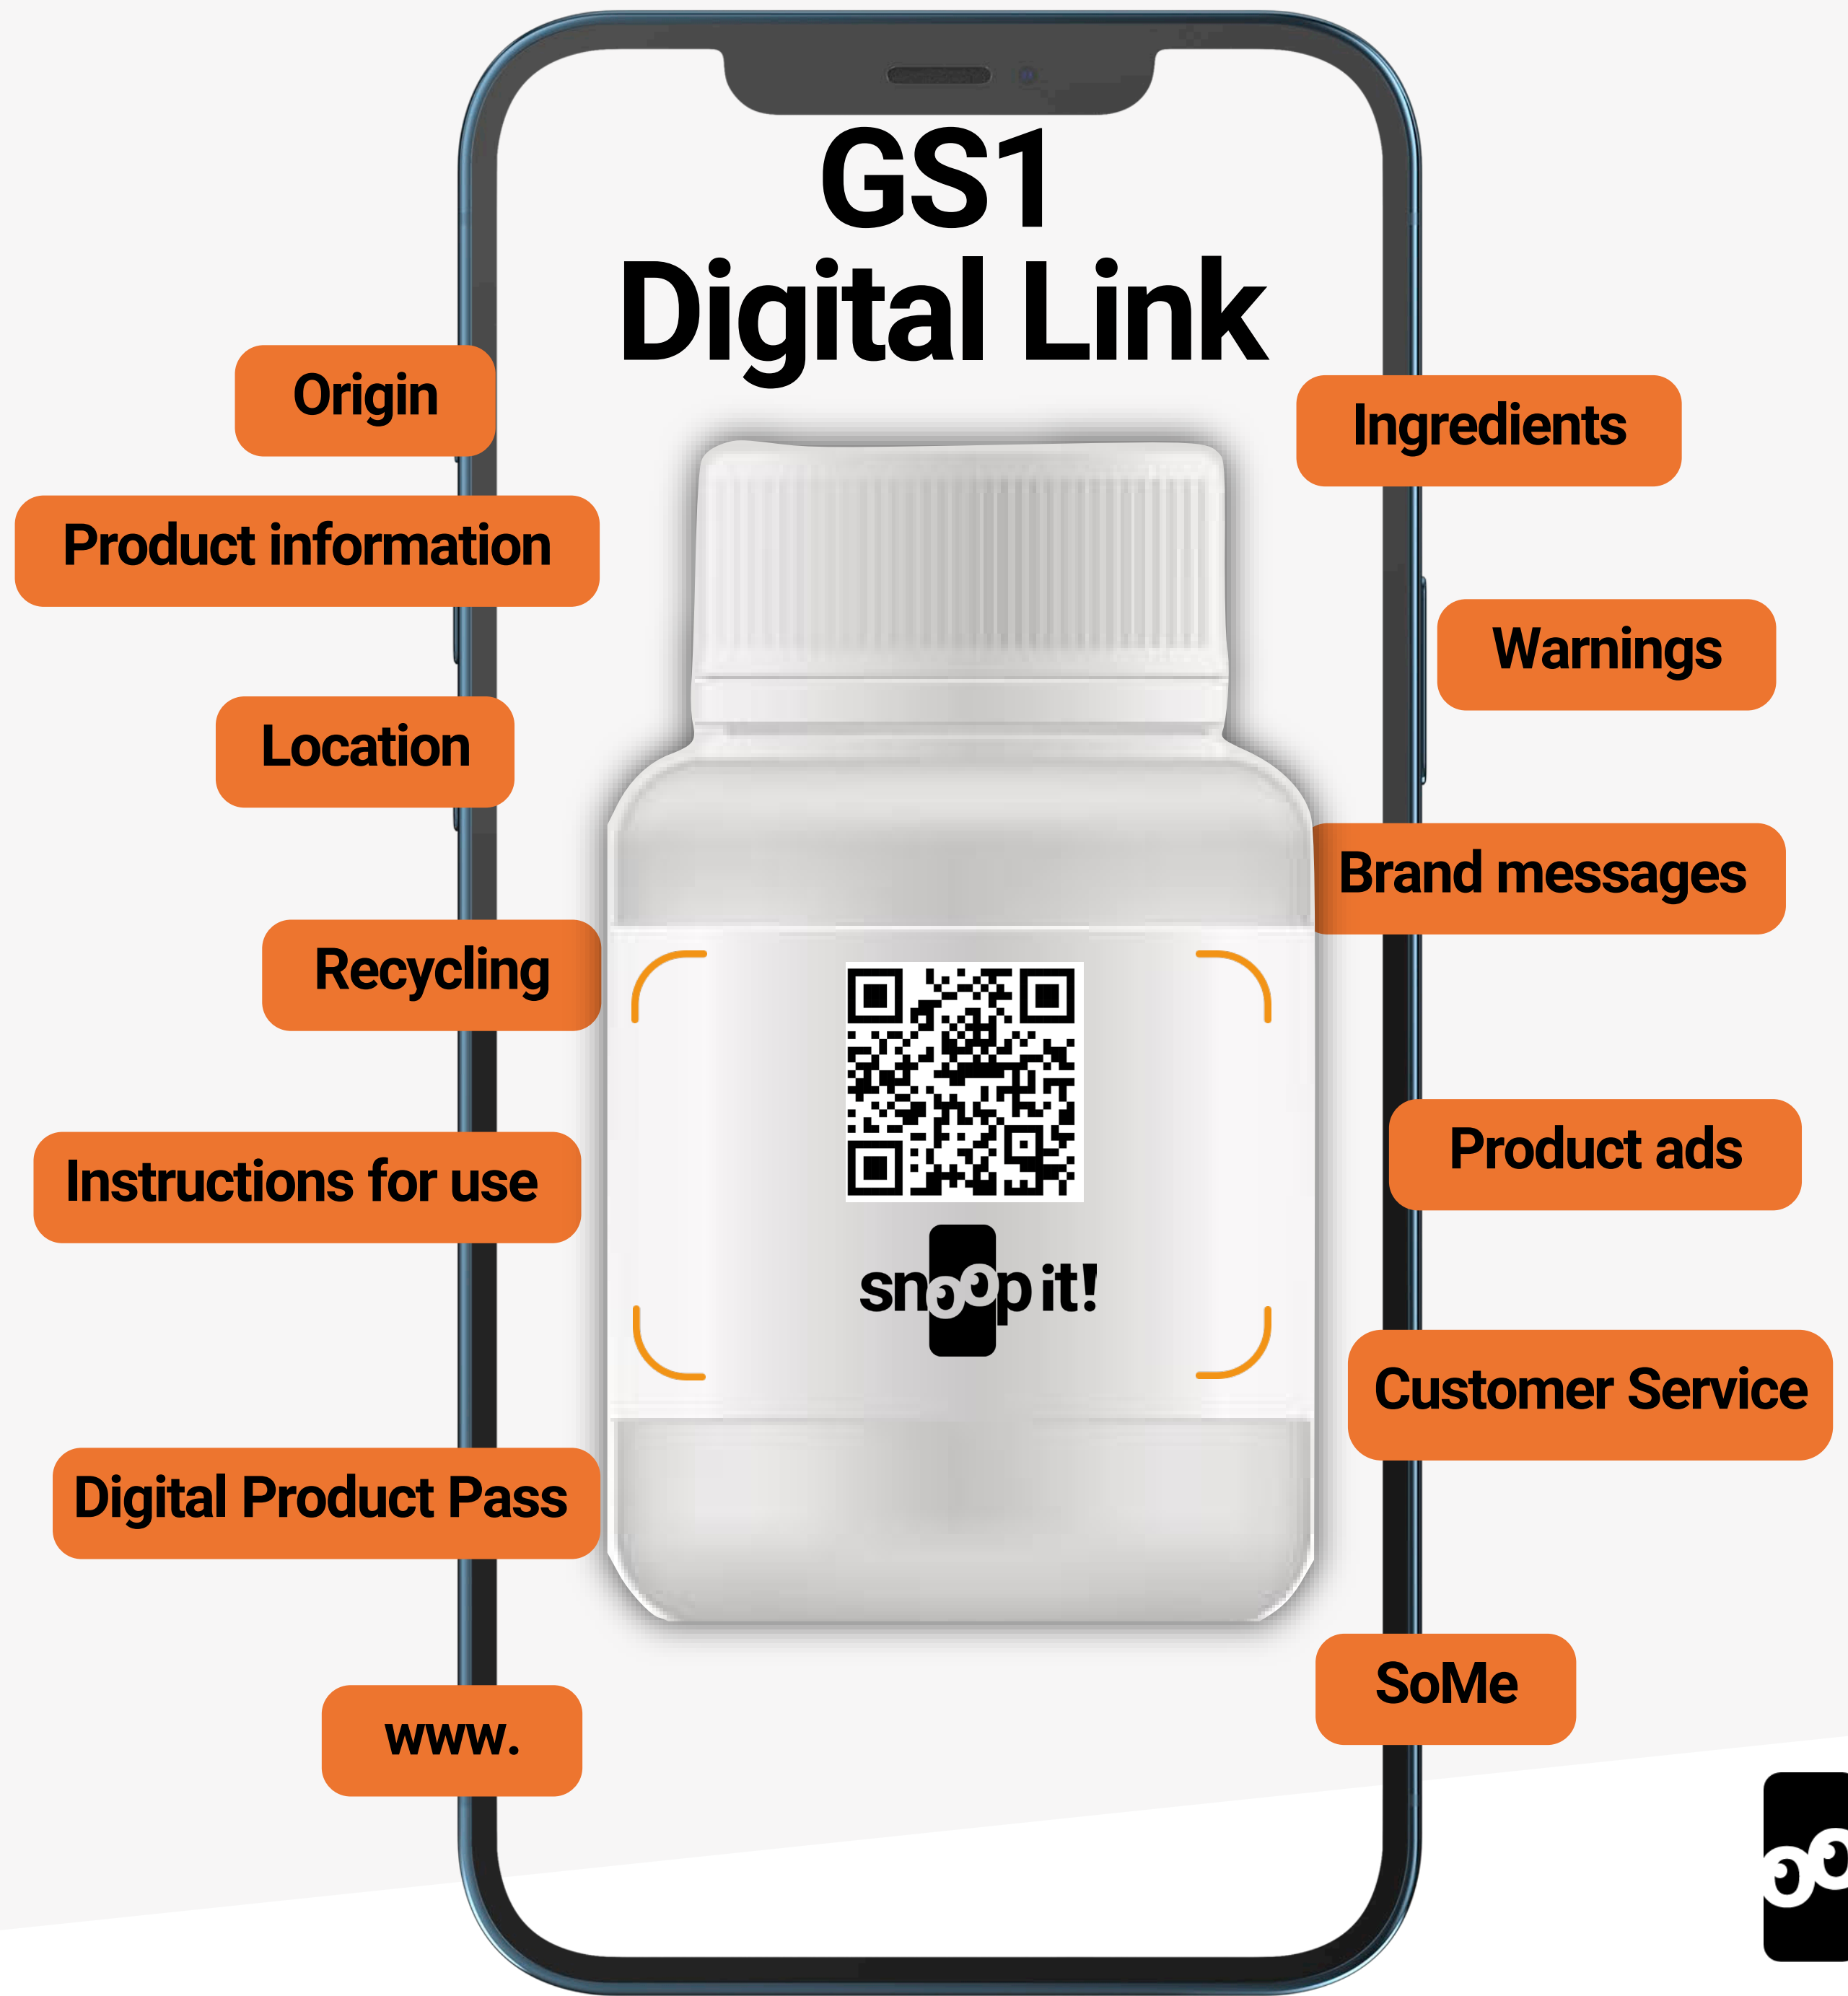 GS1
Digital Link
Origin
Product information
Location
Recycling
Instructions for use
Digital Product Pass
www.
Ingredients
Warnings
Brand messages
Product ads
Customer Service
SoMe
snoop it!